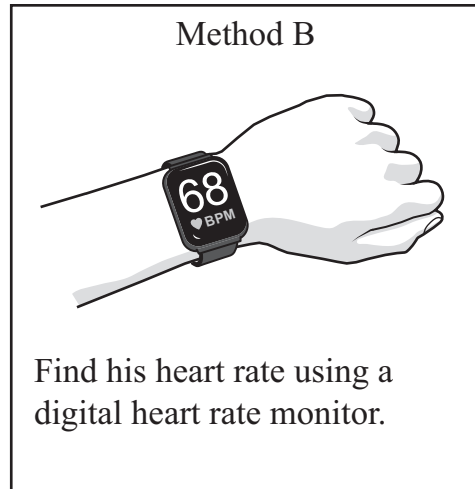 Method B
68
BPM
Find his heart rate using a
digital heart rate monitor.